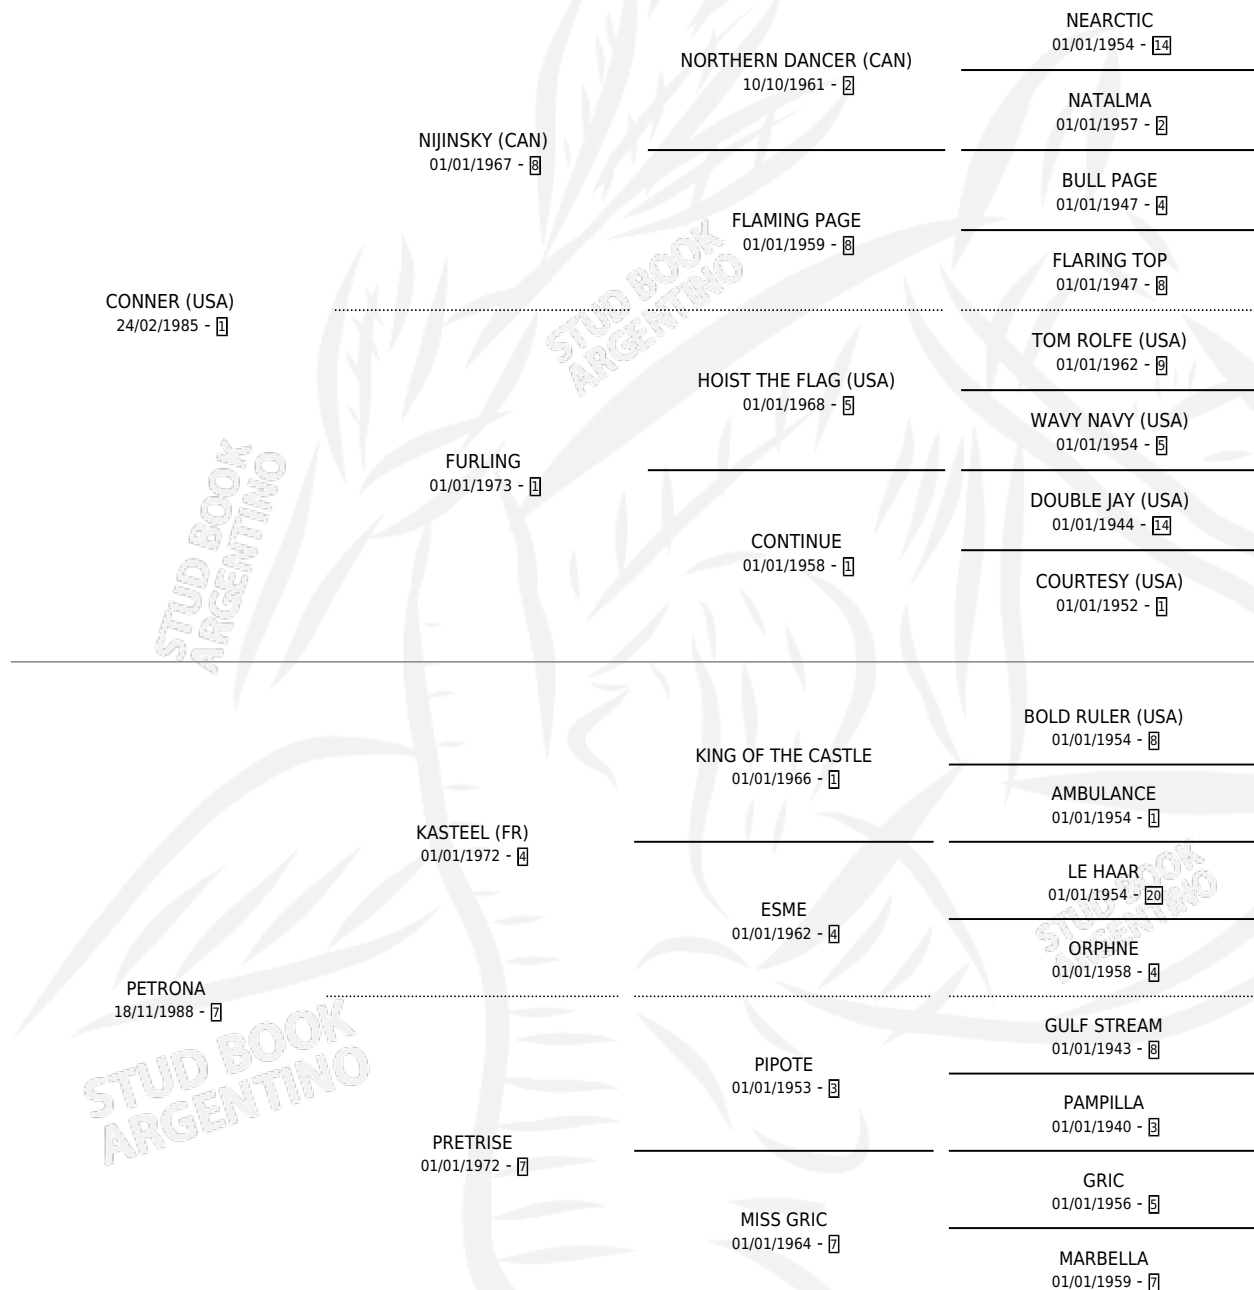 NEARCTIC
01/01/1954 - 14
NORTHERN DANCER (CAN)
10/10/1961 - 2
NATALMA
01/01/1957 - 2
NIJINSKY (CAN)
01/01/1967 - 8
BULL PAGE
01/01/1947 - 4
FLAMING PAGE
01/01/1959 - 8
FLARING TOP
01/01/1947 - 8
CONNER (USA)
24/02/1985 - 1
TOM ROLFE (USA)
01/01/1962 - 9
HOIST THE FLAG (USA)
01/01/1968 - 5
WAVY NAVY (USA)
01/01/1954 - 5
FURLING
01/01/1973 - 1
DOUBLE JAY (USA)
01/01/1944 - 14
CONTINUE
01/01/1958 - 1
COURTESY (USA)
01/01/1952 - 1
BOLD RULER (USA)
01/01/1954 - 8
KING OF THE CASTLE
01/01/1966 - 1
AMBULANCE
01/01/1954 - 1
KASTEEL (FR)
01/01/1972 - 4
LE HAAR
01/01/1954 - 20
ESME
01/01/1962 - 4
ORPHNE
01/01/1958 - 4
PETRONA
18/11/1988 - 7
GULF STREAM
01/01/1943 - 8
PIPOTE
01/01/1953 - 3
PAMPILLA
01/01/1940 - 3
PRETRISE
01/01/1972 - 7
GRIC
01/01/1956 - 5
MISS GRIC
01/01/1964 - 7
MARBELLA
01/01/1959 - 7
STUD BOOK
ARGENTINO
STUD BOOK
ARGENTINO
STUD BOOK
ARGENTINO
STUD BOOK
ARGENTINO